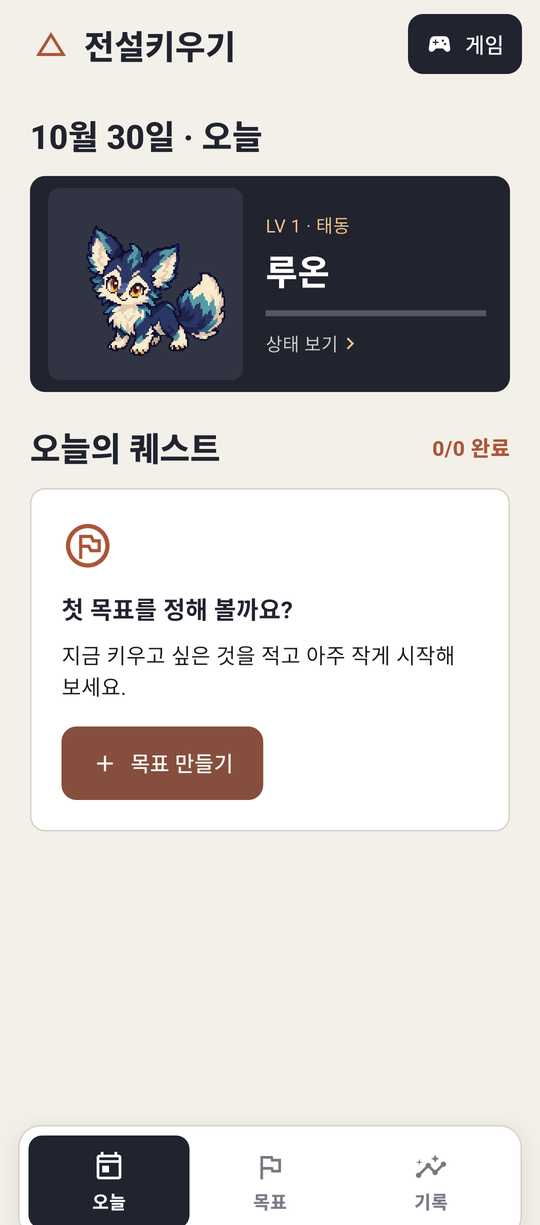 전설키우기
게임
10월 30일 · 오늘
LV 1 · 태동
루온
상태 보기
오늘의 퀘스트
0/0 완료
첫 목표를 정해 볼까요?
지금 키우고 싶은 것을 적고 아주 작게 시작해
보세요.
목표 만들기
오늘
목표
기록